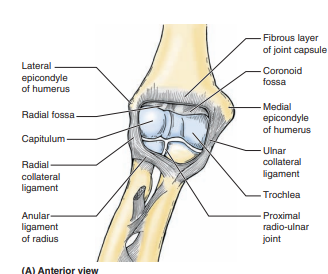 Fibrous layer
of joint capsule
Lateral
epicondyle
of humerus
Coronoid
fossa
Radial fossa
Medial
epicondyle
of humerus
Capitulum
Radial
collateral
ligament
Ulnar
collateral
ligament
Trochlea
Anular
ligament
of radius
Proximal
radio-ulnar
joint
(A) Anterior view